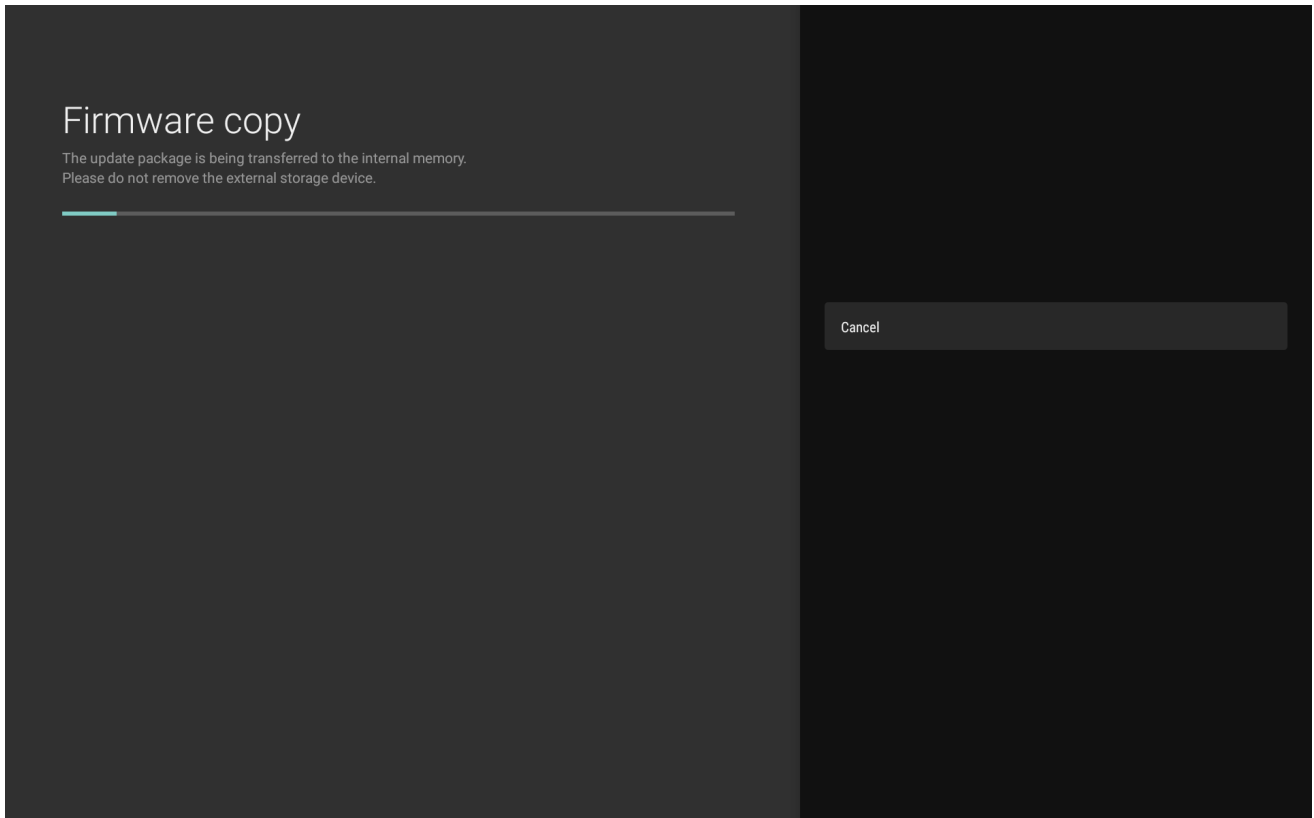 Firmware copy
The update package is being transferred to the internal memory.
Please do not remove the external storage device.
Cancel